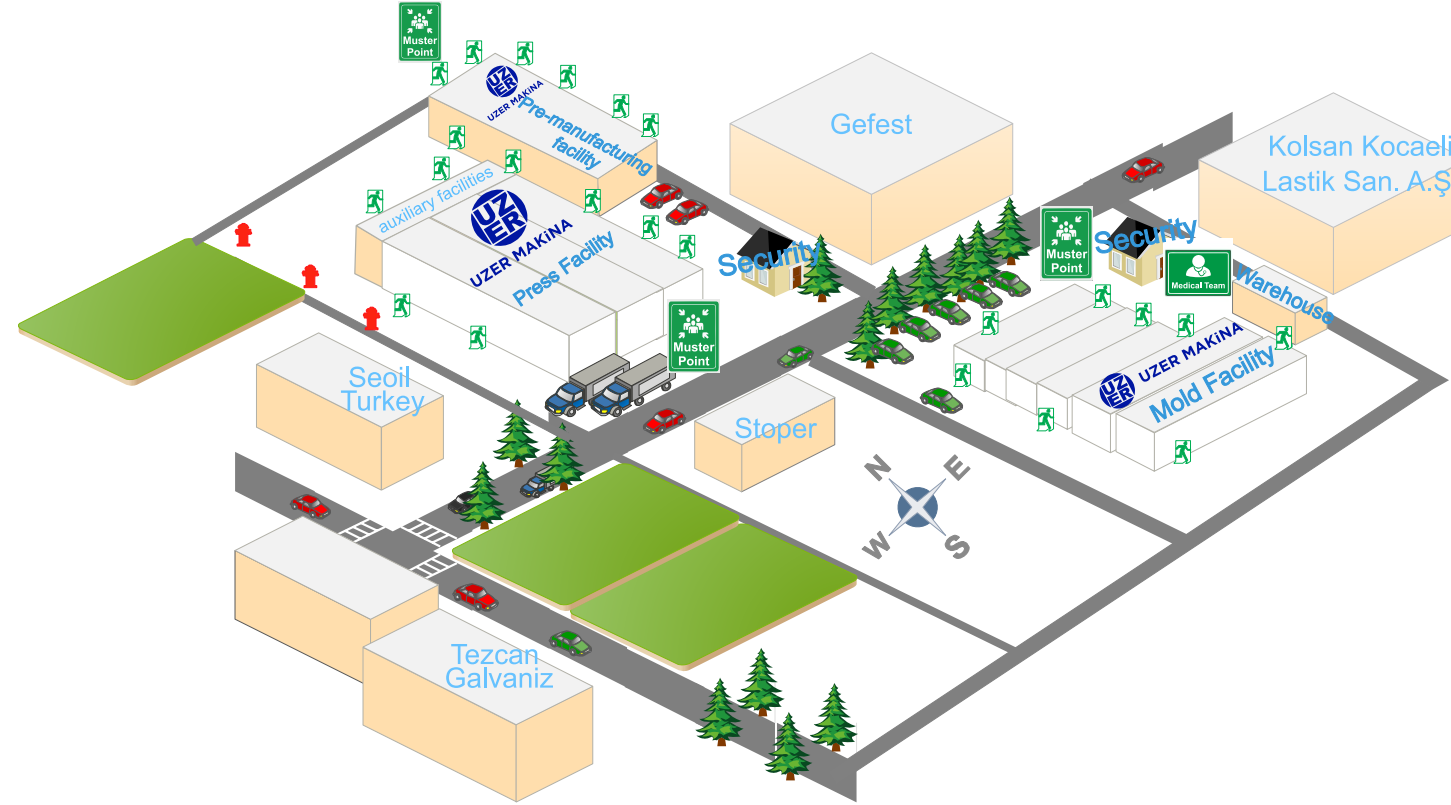 Muster
Point
UZ
ER
UZER MAKİNA
Pre-manufacturing
facility
Gefest
Kolsan Kocaeli
Lastik San. A.Ş
auxiliary facilities
UZ
ER
UZER MAKİNA
Press Facility
Security
Muster
Point
Security
Medical Team
Warehouse
Muster
Point
UZ
ER
UZER MAKİNA
Mold Facility
Seoil
Turkey
Stoper
N
E
W
S
Tezcan
Galvaniz